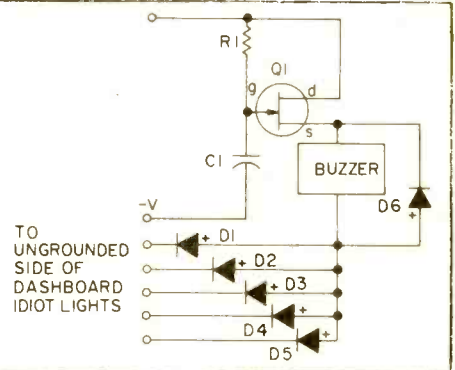 R1
Q1
g
d
s
C1
BUZZER
D6
+
-V
+ D1
TO
UNGROUNDED
SIDE OF
DASHBOARD
IDIOT LIGHTS
+ D2
+ D3
D4 +
D5 +